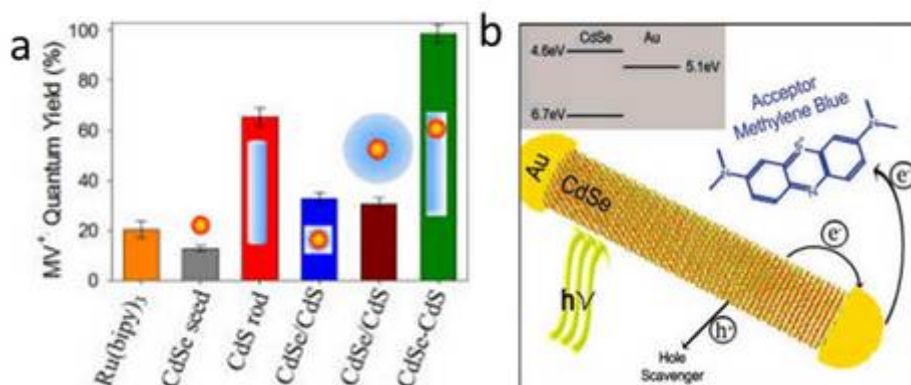 a
MV⁺· Quantum Yield (%)
100
80
60
40
20
0
Ru(bipy)₃
CdSe seed
CdS rod
CdSe/CdS
CdSe/CdS
CdSe-CdS
b
CdSe Au
4.6eV
5.1eV
6.7eV
Acceptor
Methylene Blue
Au
CdSe
e⁻
e⁻
hV
h⁺
Hole
Scavenger